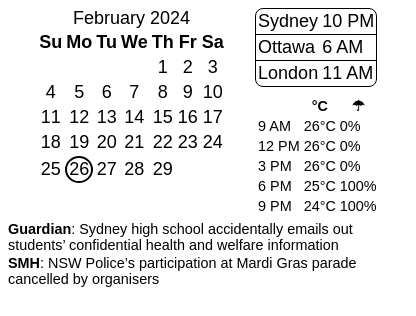 February 2024
Su Mo Tu We Th Fr Sa
1 2 3
4 5 6 7 8 9 10
11 12 13 14 15 16 17
18 19 20 21 22 23 24
25 26 27 28 29
Sydney 10 PM
Ottawa 6 AM
London 11 AM
°C ☂
9 AM 26°C 0%
12 PM 26°C 0%
3 PM 26°C 0%
6 PM 25°C 100%
9 PM 24°C 100%
Guardian: Sydney high school accidentally emails out
students’ confidential health and welfare information
SMH: NSW Police’s participation at Mardi Gras parade
cancelled by organisers